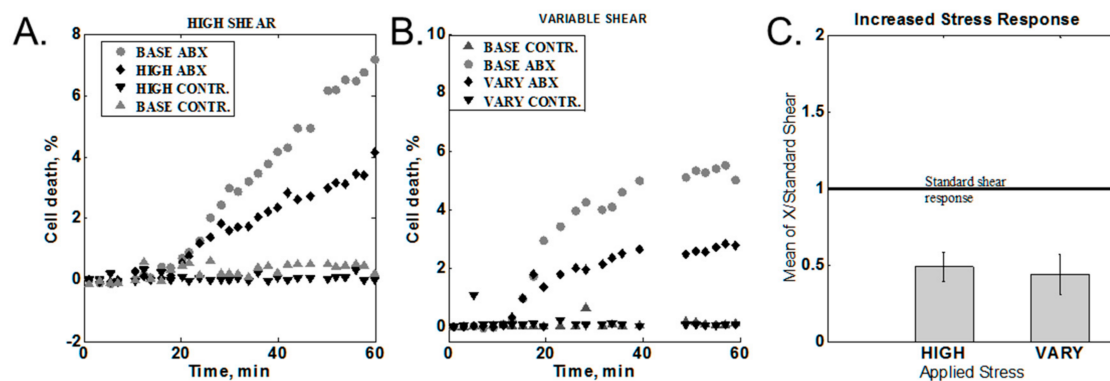 A.
HIGH SHEAR
BASE ABX
HIGH ABX
HIGH CONTR.
BASE CONTR.
Cell death, %
8
6
4
2
0
0
20
40
60
Time, min
B.
VARIABLE SHEAR
BASE CONTR.
BASE ABX
VARY ABX
VARY CONTR.
Cell death, %
10
8
6
4
2
0
0
20
40
60
Time, min
C.
Increased Stress Response
Mean of X/Standard Shear
2
1.5
1
0.5
0
Standard shear
response
HIGH
VARY
Applied Stress